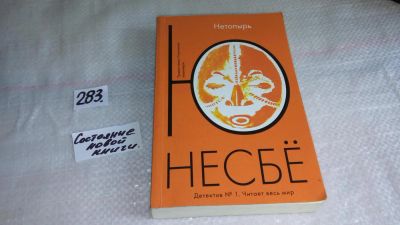 283.
Состояние
новой
книги.
Нетопырь
Ю
НЕСБЁ
Детектив № 1. Читает весь мир